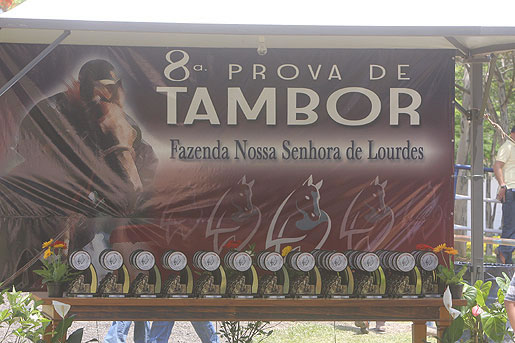 8ª. PROVA DE
TAMBOR
Fazenda Nossa Senhora de Lourdes